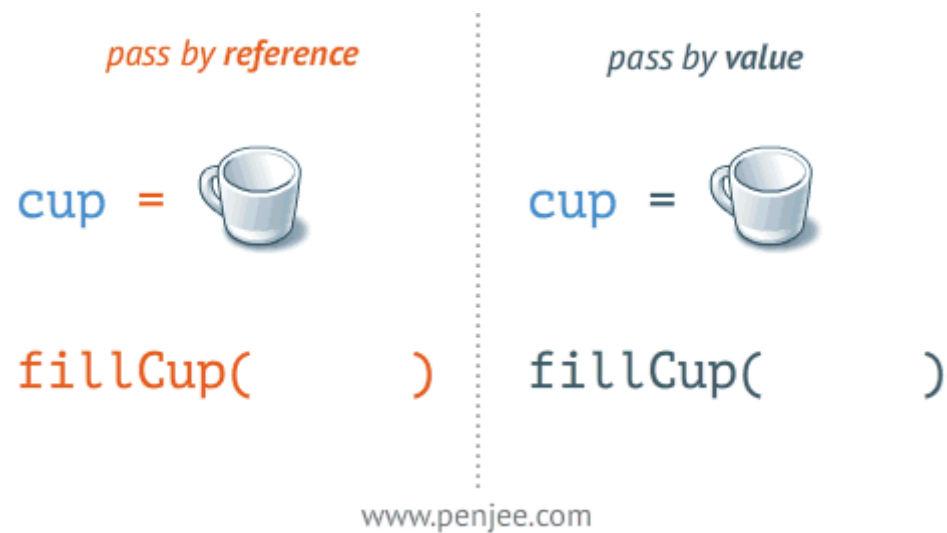 pass by reference
cup =
fillCup( )
pass by value
cup =
fillCup( )
www.penjee.com